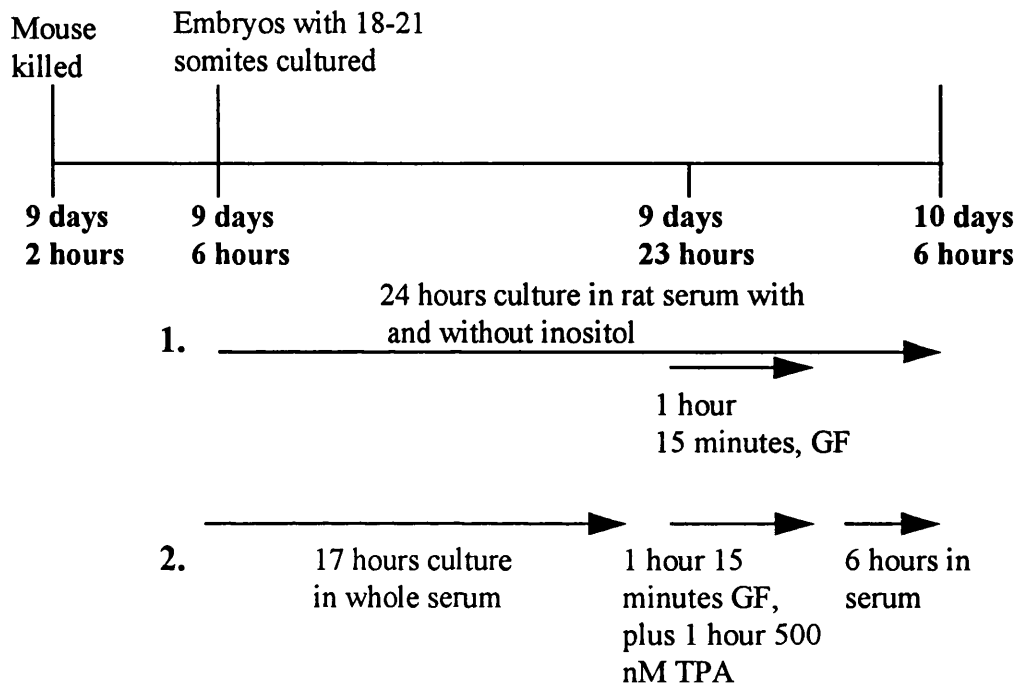 Mouse
killed
Embryos with 18-21
somites cultured
9 days
2 hours
9 days
6 hours
9 days
23 hours
10 days
6 hours
24 hours culture in rat serum with
and without inositol
1.
1 hour
15 minutes, GF
2.
17 hours culture
in whole serum
1 hour 15
minutes GF,
plus 1 hour 500
nM TPA
6 hours in
serum